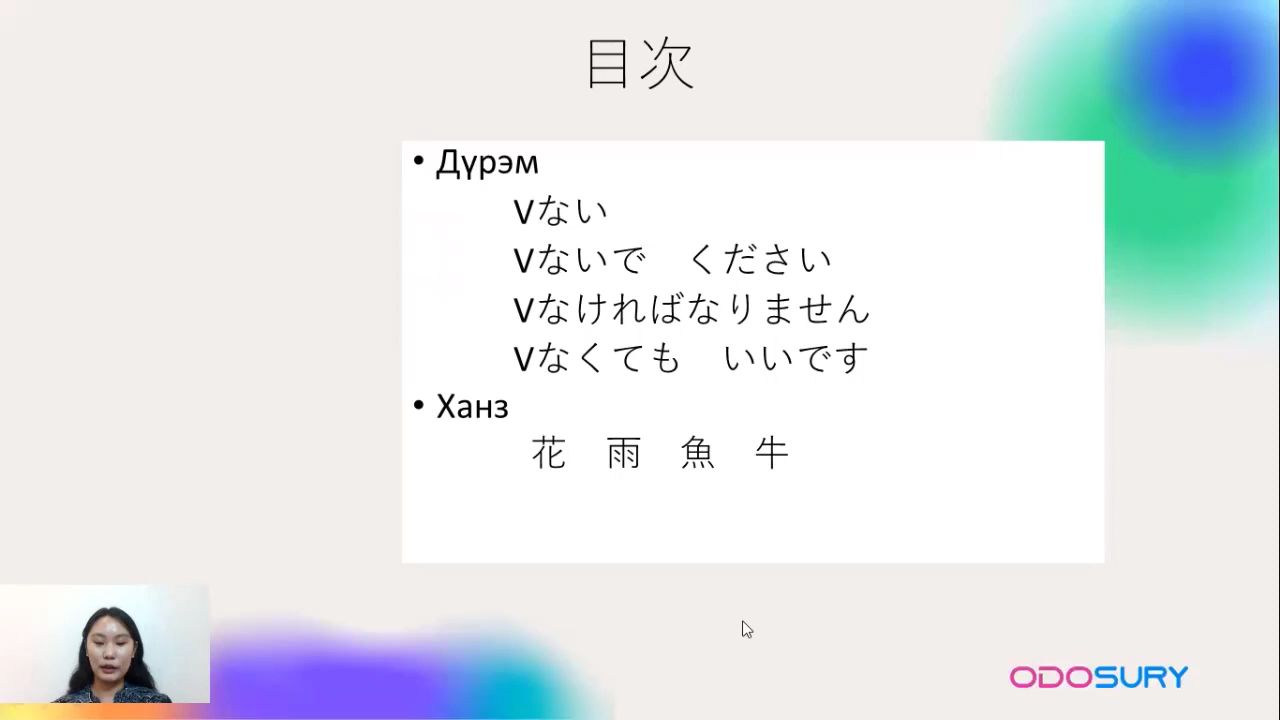 目次
• Дүрэм
Vない
Vないで　ください
Vなければなりません
Vなくても　いいです
• Ханз
花　雨　魚　牛
ODOSURY